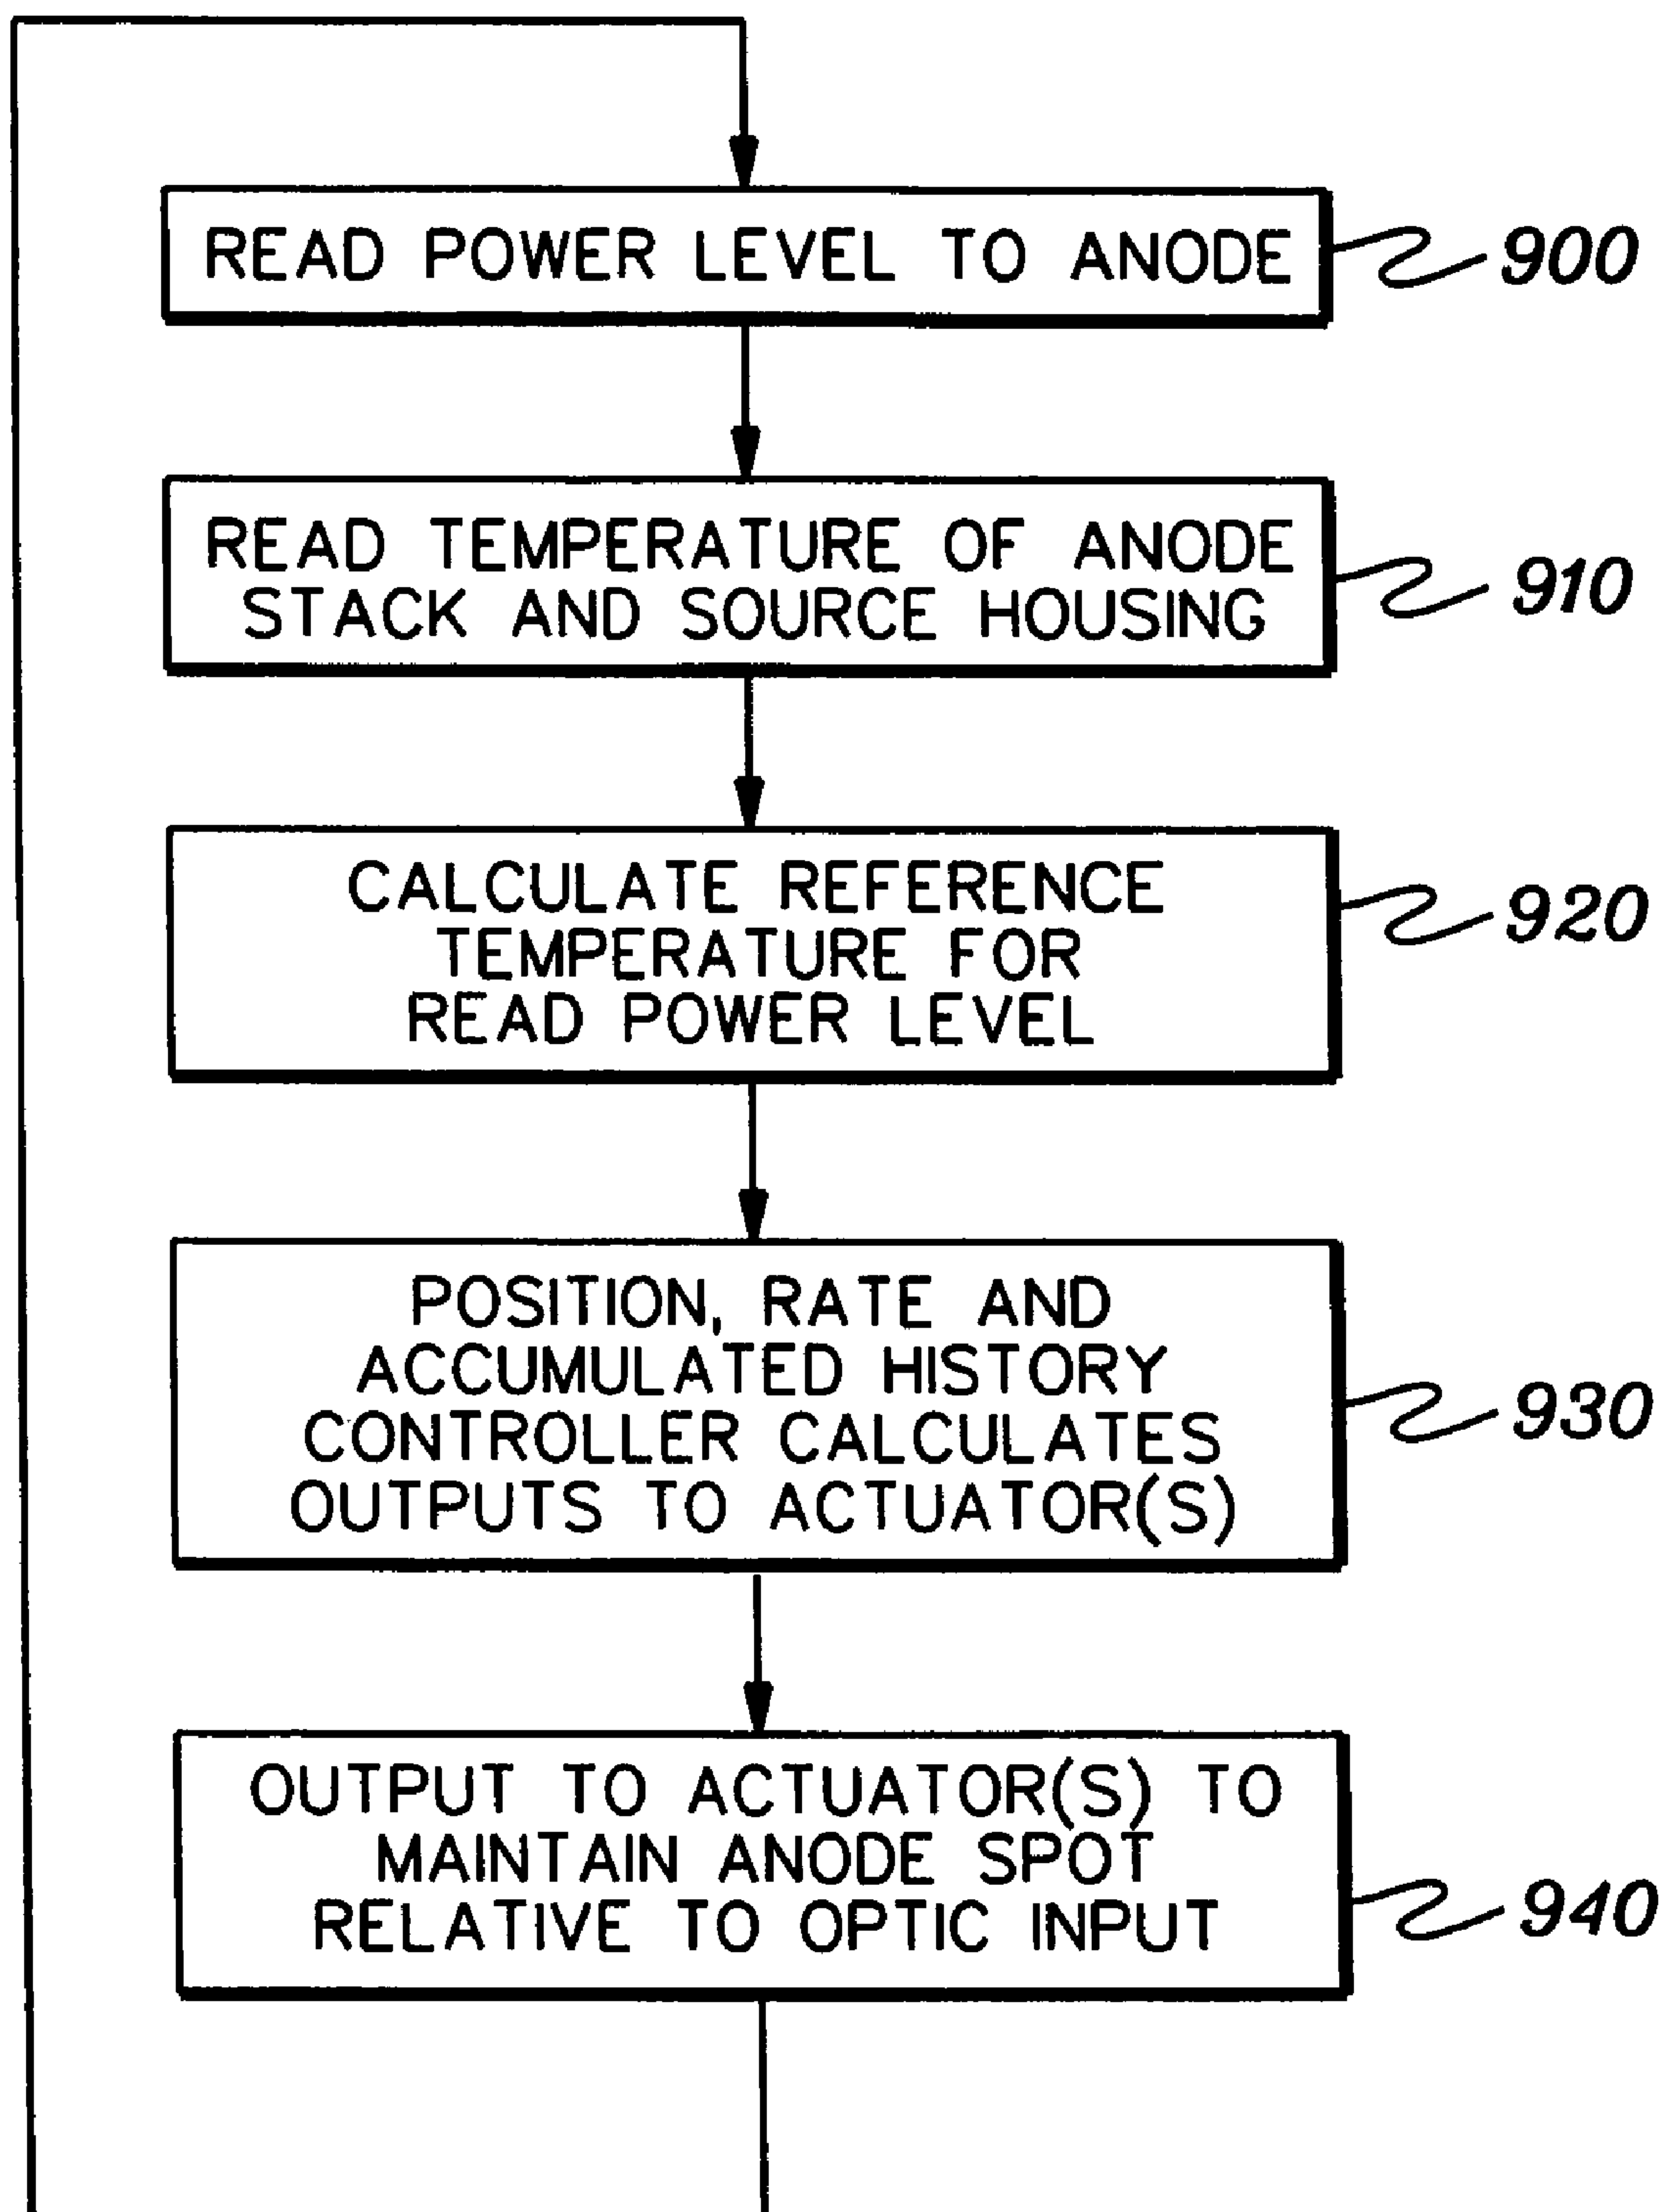 READ POWER LEVEL TO ANODE
900
READ TEMPERATURE OF ANODE
STACK AND SOURCE HOUSING
910
CALCULATE REFERENCE
TEMPERATURE FOR
READ POWER LEVEL
920
POSITION, RATE AND
ACCUMULATED HISTORY
CONTROLLER CALCULATES
OUTPUTS TO ACTUATOR(S)
930
OUTPUT TO ACTUATOR(S) TO
MAINTAIN ANODE SPOT
RELATIVE TO OPTIC INPUT
940